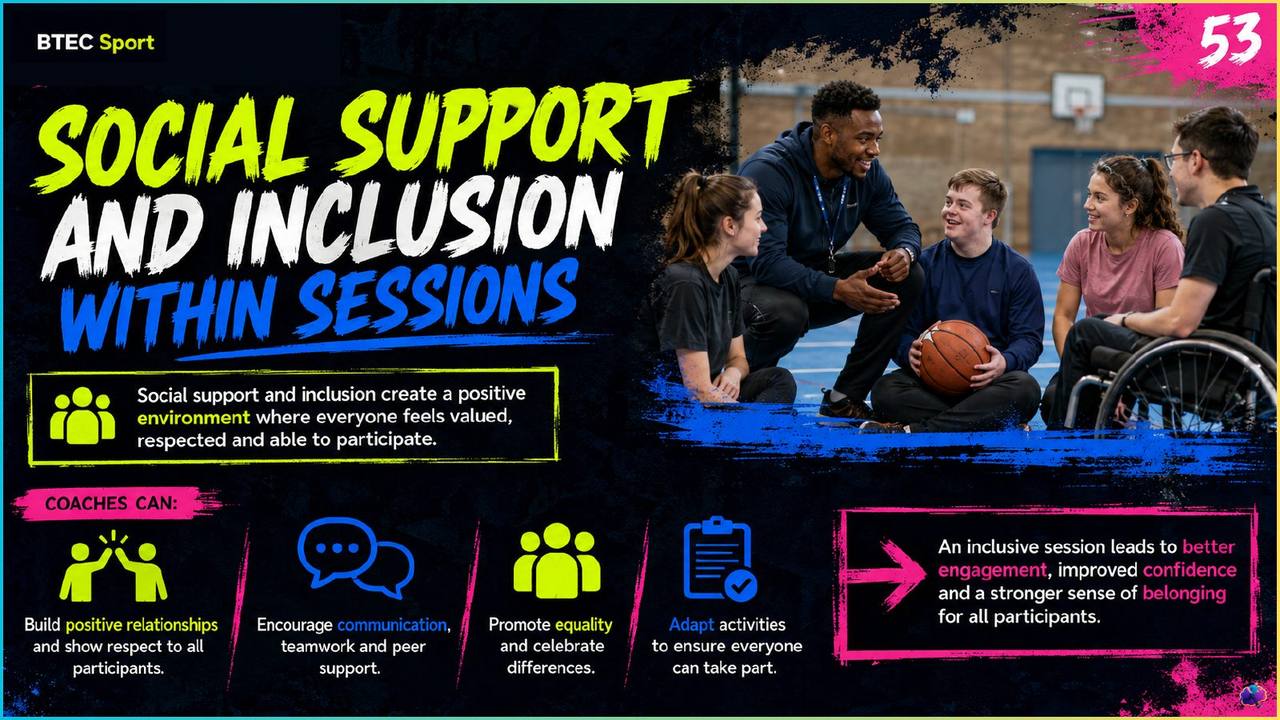 BTEC Sport
53
SOCIAL SUPPORT
AND INCLUSION
WITHIN SESSIONS
Social support and inclusion create a positive
environment where everyone feels valued,
respected and able to participate.
COACHES CAN:
Build positive relationships
and show respect to all
participants.
Encourage communication,
teamwork and peer
support.
Promote equality
and celebrate
differences.
Adapt activities
to ensure everyone
can take part.
An inclusive session leads to better
engagement, improved confidence
and a stronger sense of belonging
for all participants.